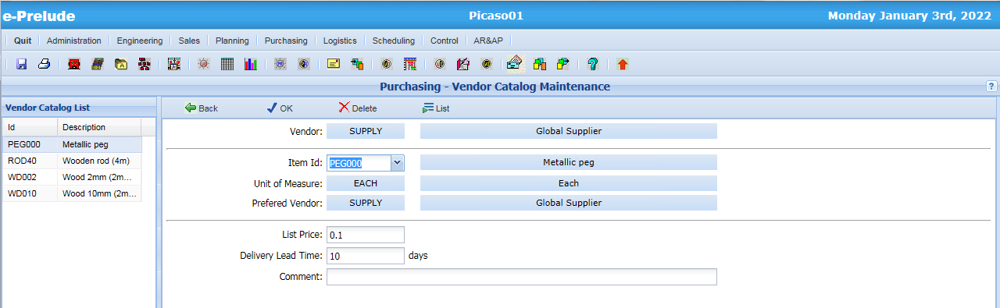 e-Prelude Picaso01 Monday January 3rd, 2022
Quit Administration Engineering Sales Planning Purchasing Logistics Scheduling Control AR&AP
Purchasing - Vendor Catalog Maintenance ?
Vendor Catalog List Back OK Delete List
Id Description
PEG000 Metallic peg
ROD40 Wooden rod (4m)
WD002 Wood 2mm (2m...
WD010 Wood 10mm (2m...
Vendor: SUPPLY Global Supplier
Item Id: PEG000 Metallic peg
Unit of Measure: EACH Each
Prefered Vendor: SUPPLY Global Supplier
List Price: 0.1
Delivery Lead Time: 10 days
Comment: